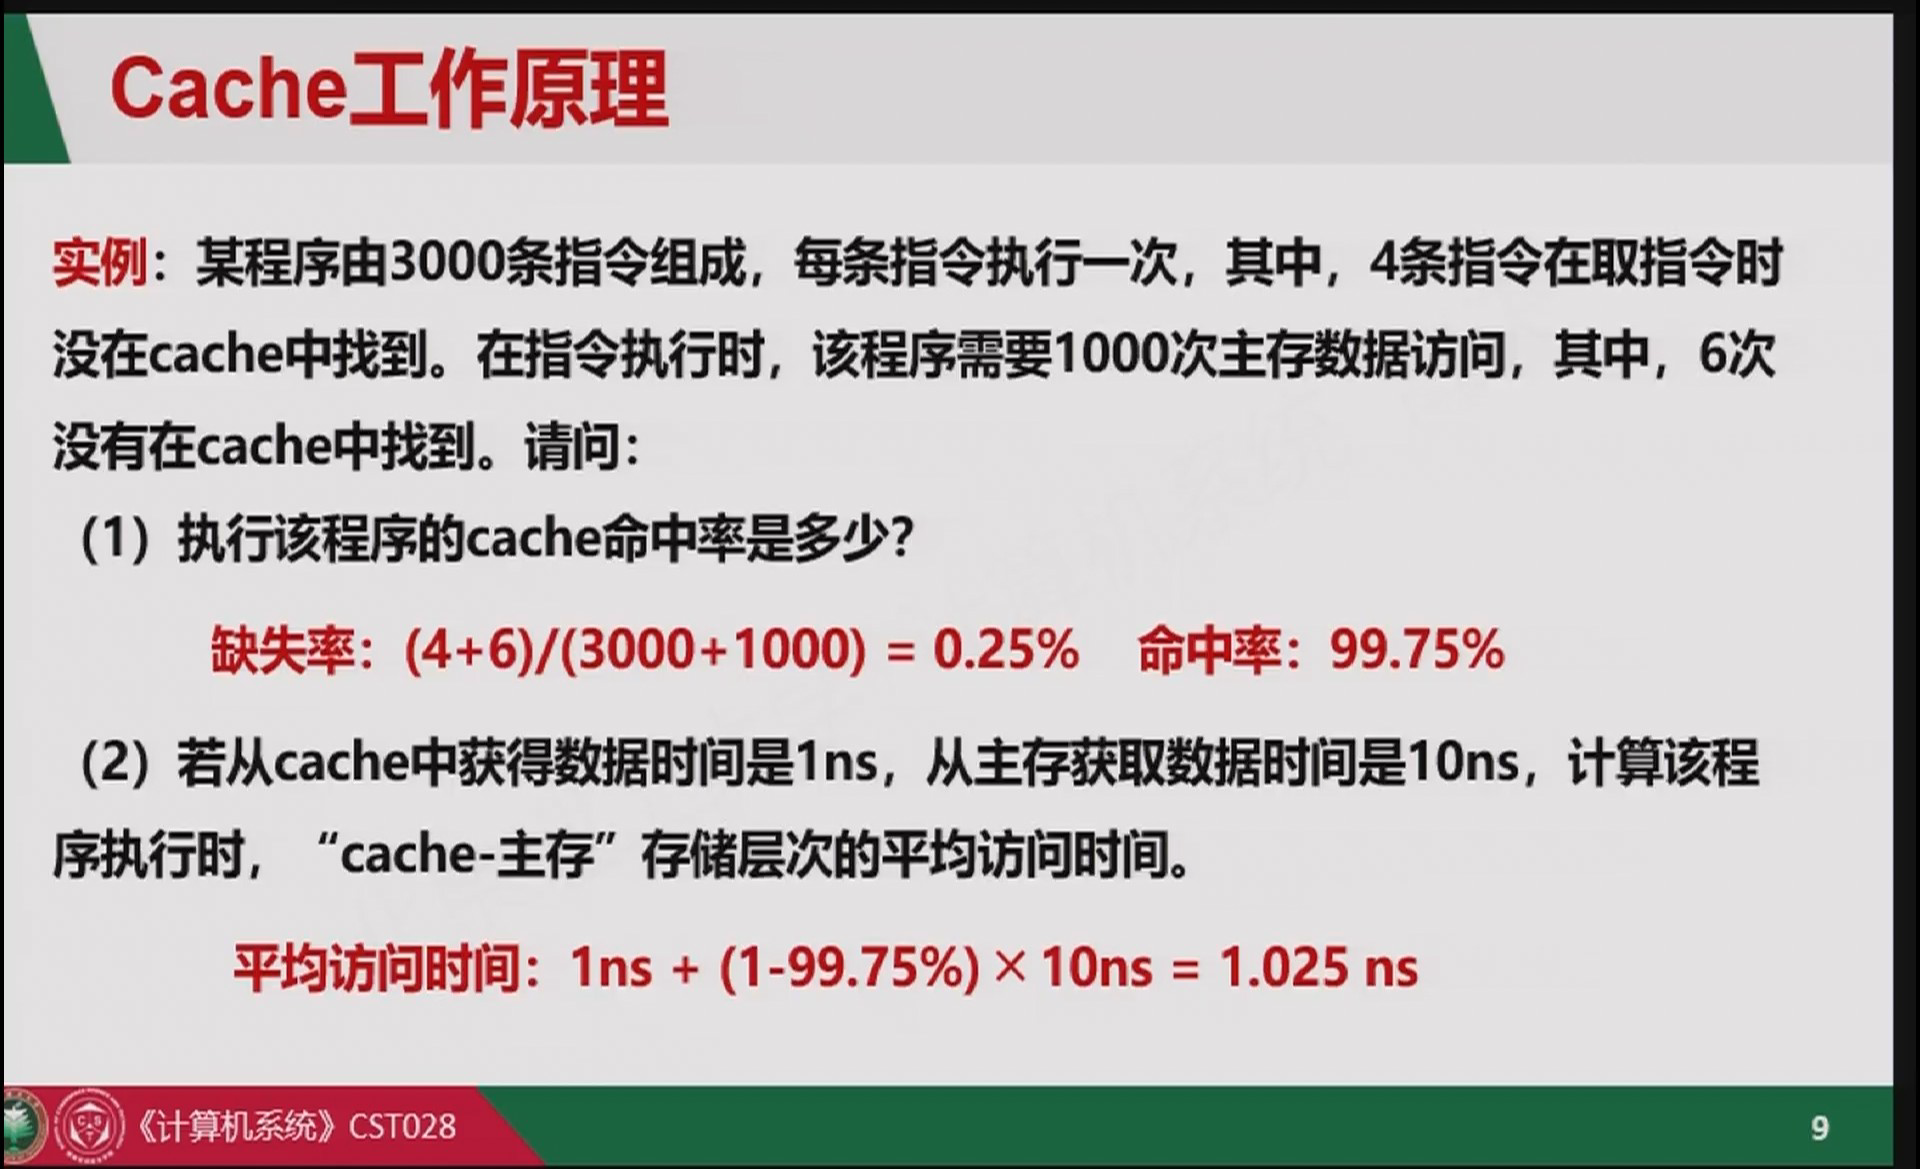 Cache工作原理
实例：某程序由3000条指令组成，每条指令执行一次，其中，4条指令在取指令时
没在cache中找到。在指令执行时，该程序需要1000次主存数据访问，其中，6次
没有在cache中找到。请问：
（1）执行该程序的cache命中率是多少？
缺失率：(4+6)/(3000+1000) = 0.25% 命中率：99.75%
（2）若从cache中获得数据时间是1ns，从主存获取数据时间是10ns，计算该程
序执行时，“cache-主存”存储层次的平均访问时间。
平均访问时间：1ns + (1-99.75%)×10ns = 1.025 ns
《计算机系统》CST028
9